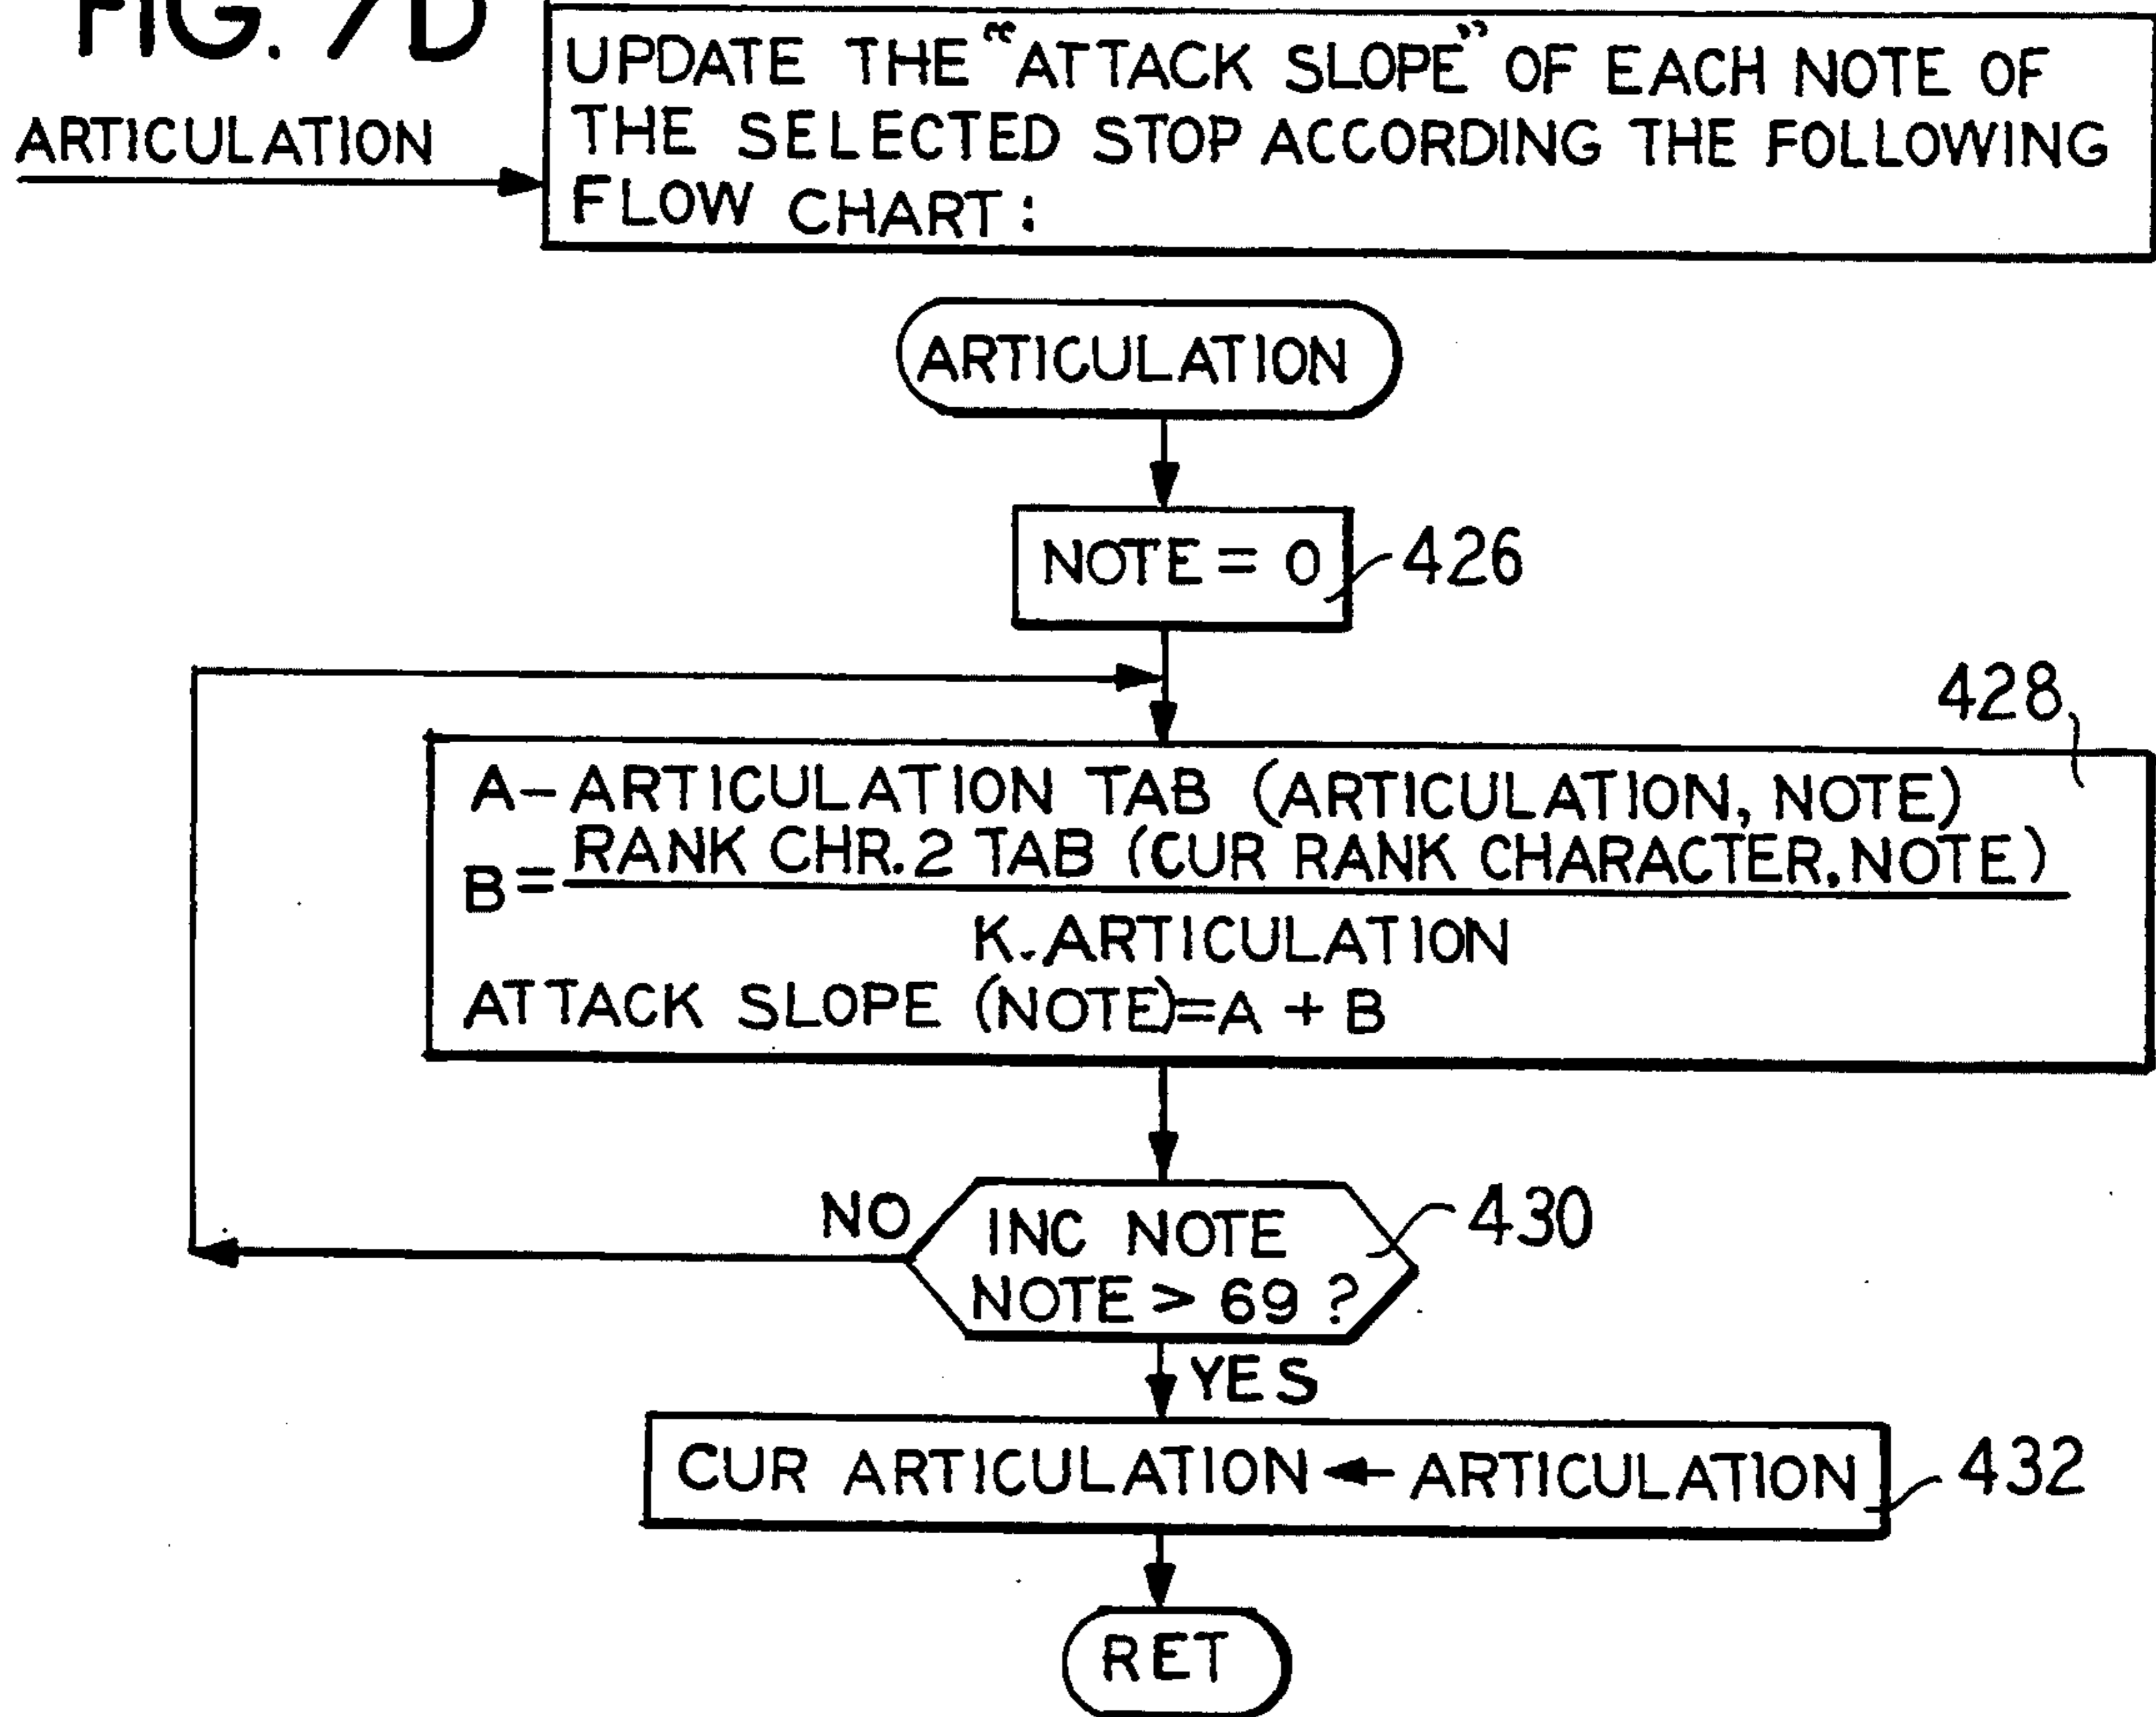 FIG. 7D
UPDATE THE "ATTACK SLOPE" OF EACH NOTE OF
THE SELECTED STOP ACCORDING THE FOLLOWING
FLOW CHART:
ARTICULATION
ARTICULATION
NOTE = 0
426
428
A-ARTICULATION TAB (ARTICULATION, NOTE)
B= RANK CHR.2 TAB (CUR RANK CHARACTER, NOTE)
K. ARTICULATION
ATTACK SLOPE (NOTE)=A + B
NO
INC NOTE
NOTE > 69 ?
430
YES
CUR ARTICULATION ← ARTICULATION
432
RET